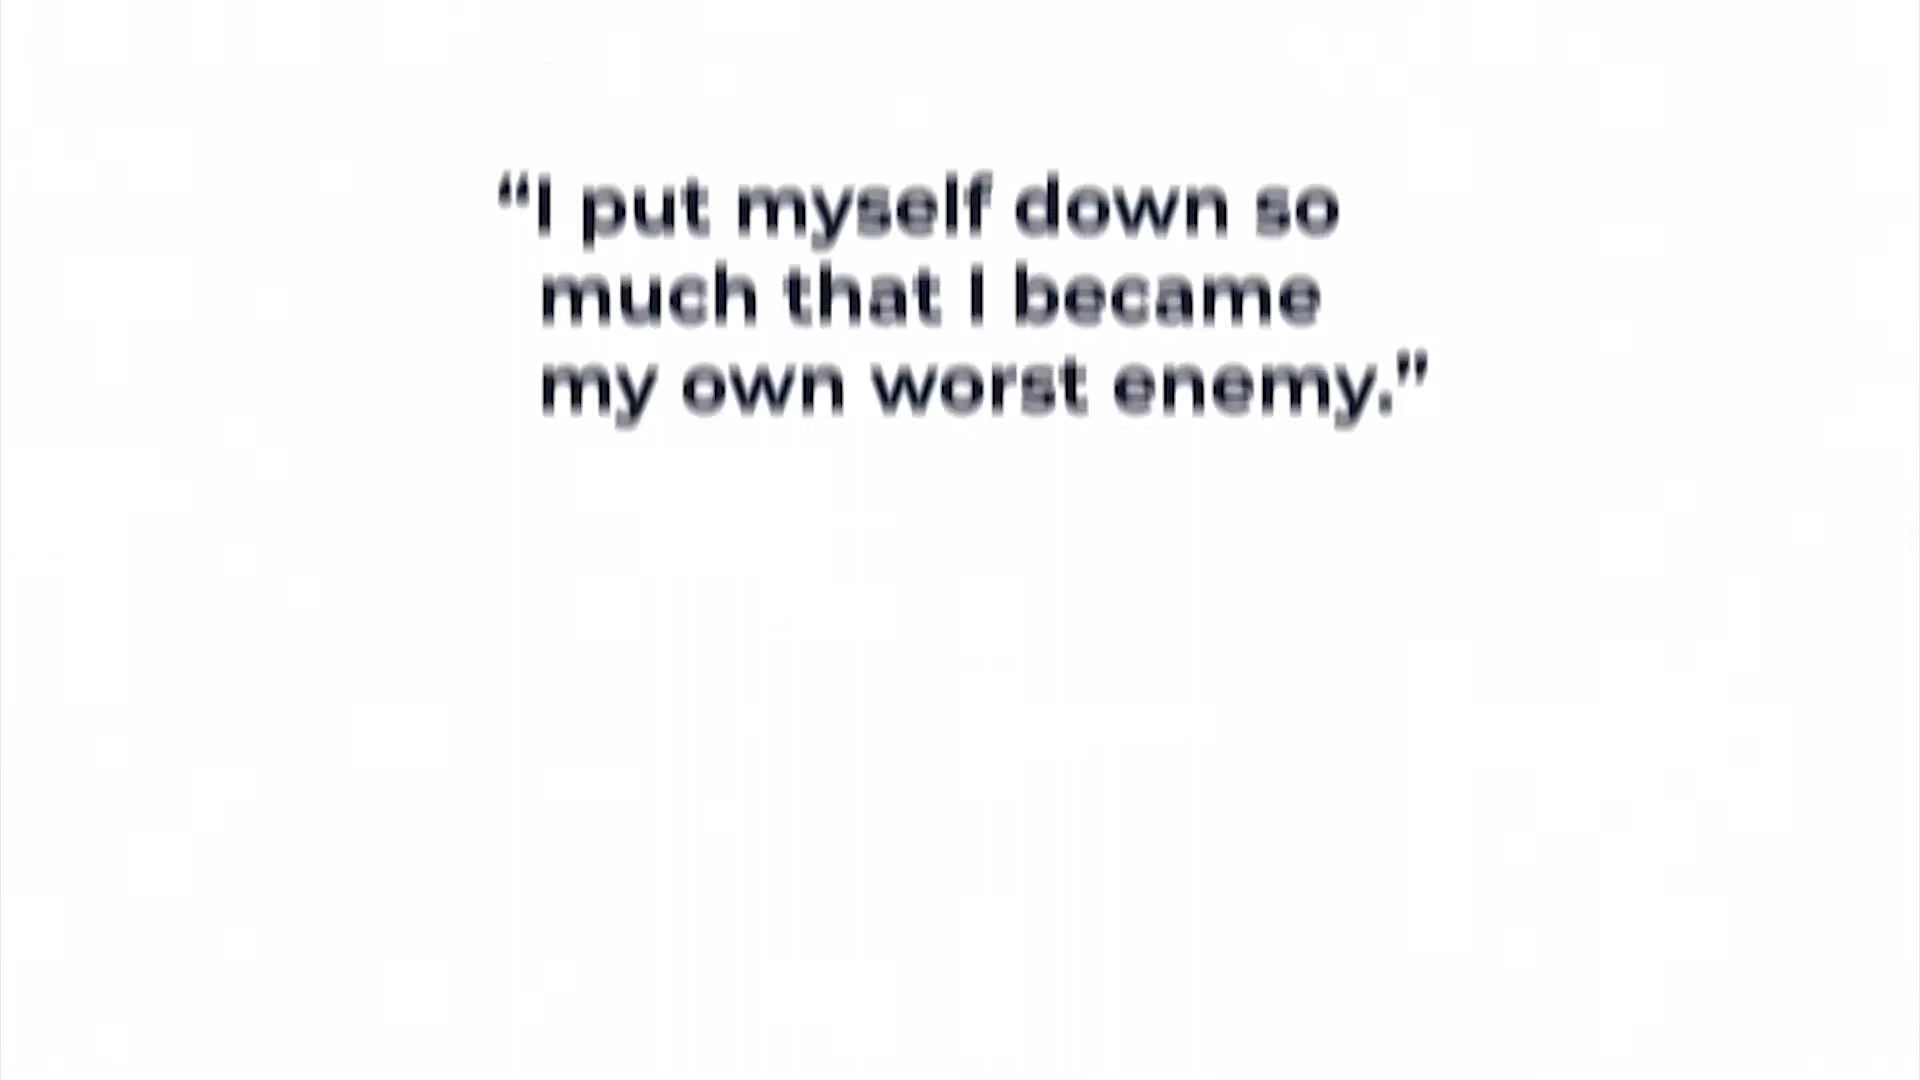 “I put myself down so
much that I became
my own worst enemy.”